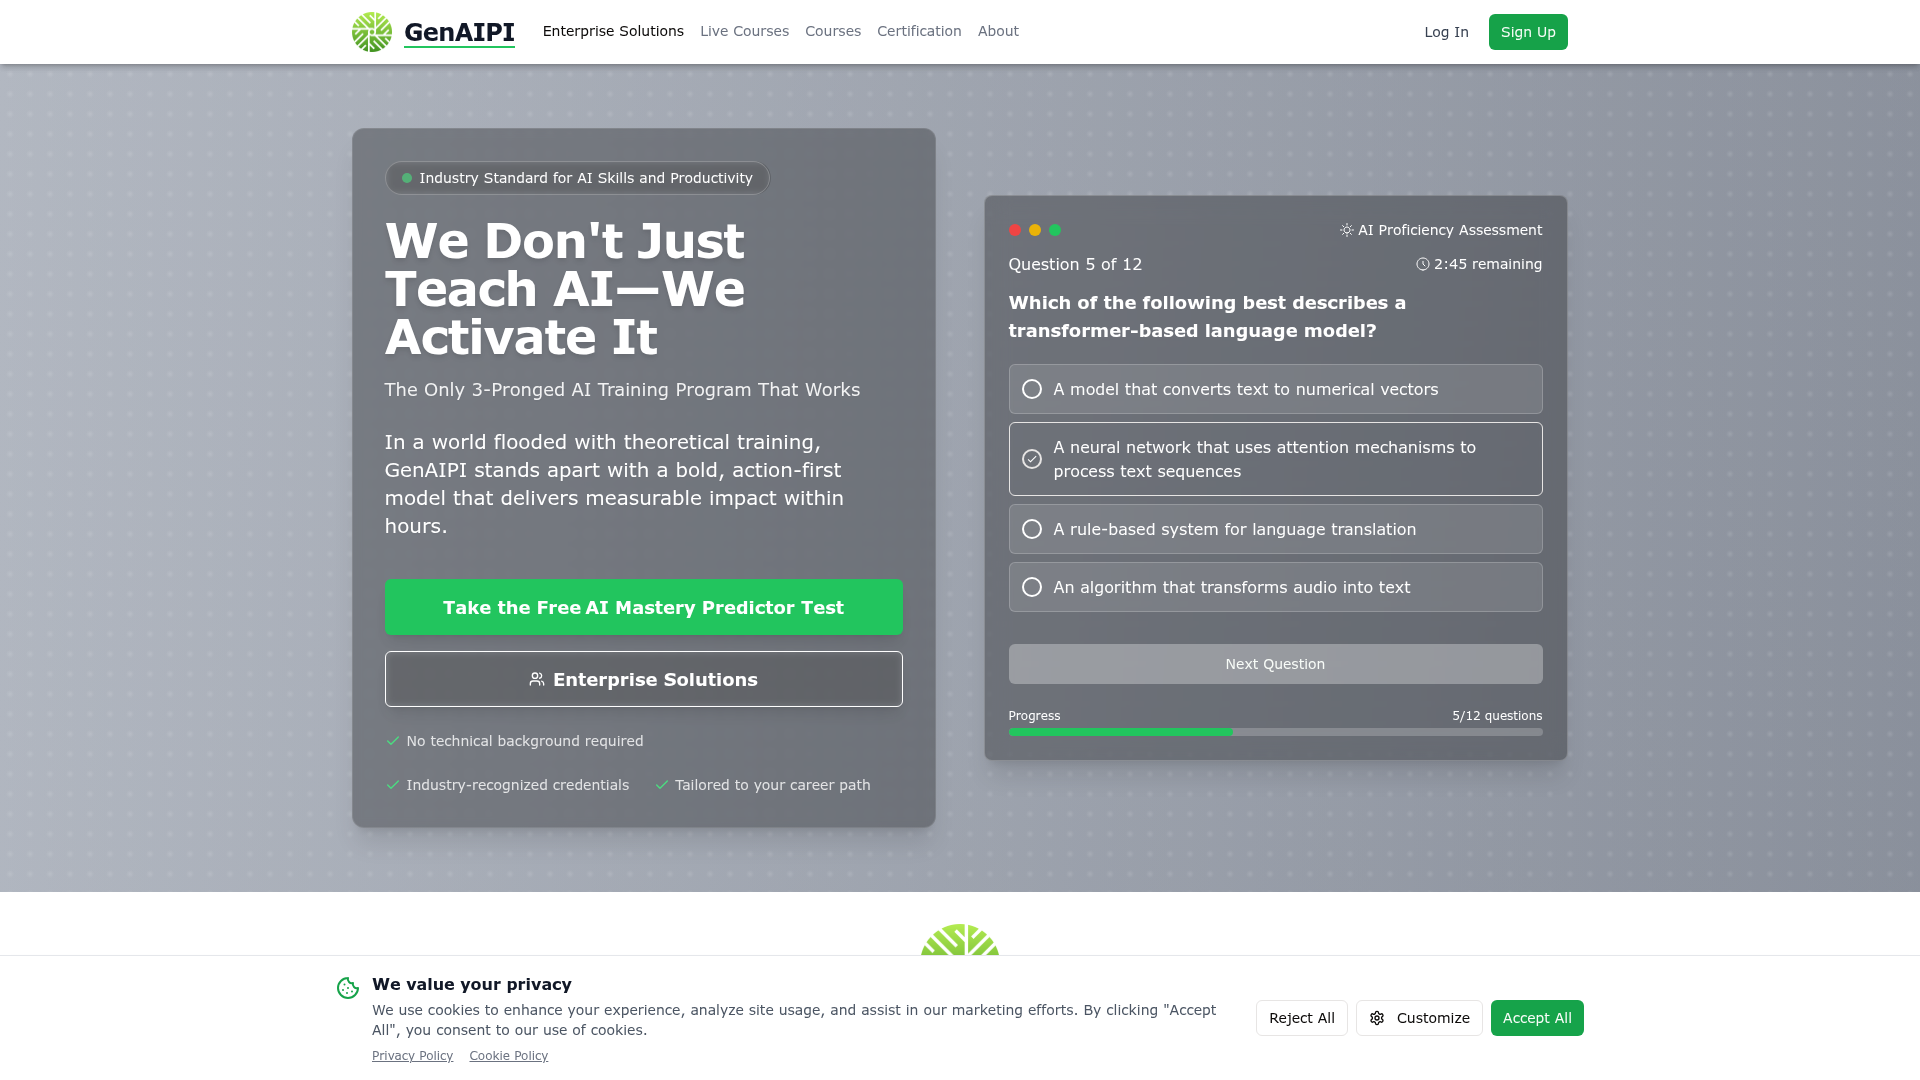 GenAIPI
Enterprise Solutions
Live Courses
Courses
Certification
About
Log In
Sign Up
Industry Standard for AI Skills and Productivity
We Don't Just
Teach AI—We
Activate It
The Only 3-Pronged AI Training Program That Works
In a world flooded with theoretical training,
GenAIPI stands apart with a bold, action-first
model that delivers measurable impact within
hours.
Take the Free AI Mastery Predictor Test
Enterprise Solutions
No technical background required
Industry-recognized credentials
Tailored to your career path
AI Proficiency Assessment
Question 5 of 12
2:45 remaining
Which of the following best describes a
transformer-based language model?
A model that converts text to numerical vectors
A neural network that uses attention mechanisms to
process text sequences
A rule-based system for language translation
An algorithm that transforms audio into text
Next Question
Progress
5/12 questions
We value your privacy
We use cookies to enhance your experience, analyze site usage, and assist in our marketing efforts. By clicking "Accept
All", you consent to our use of cookies.
Privacy Policy
Cookie Policy
Reject All
Customize
Accept All